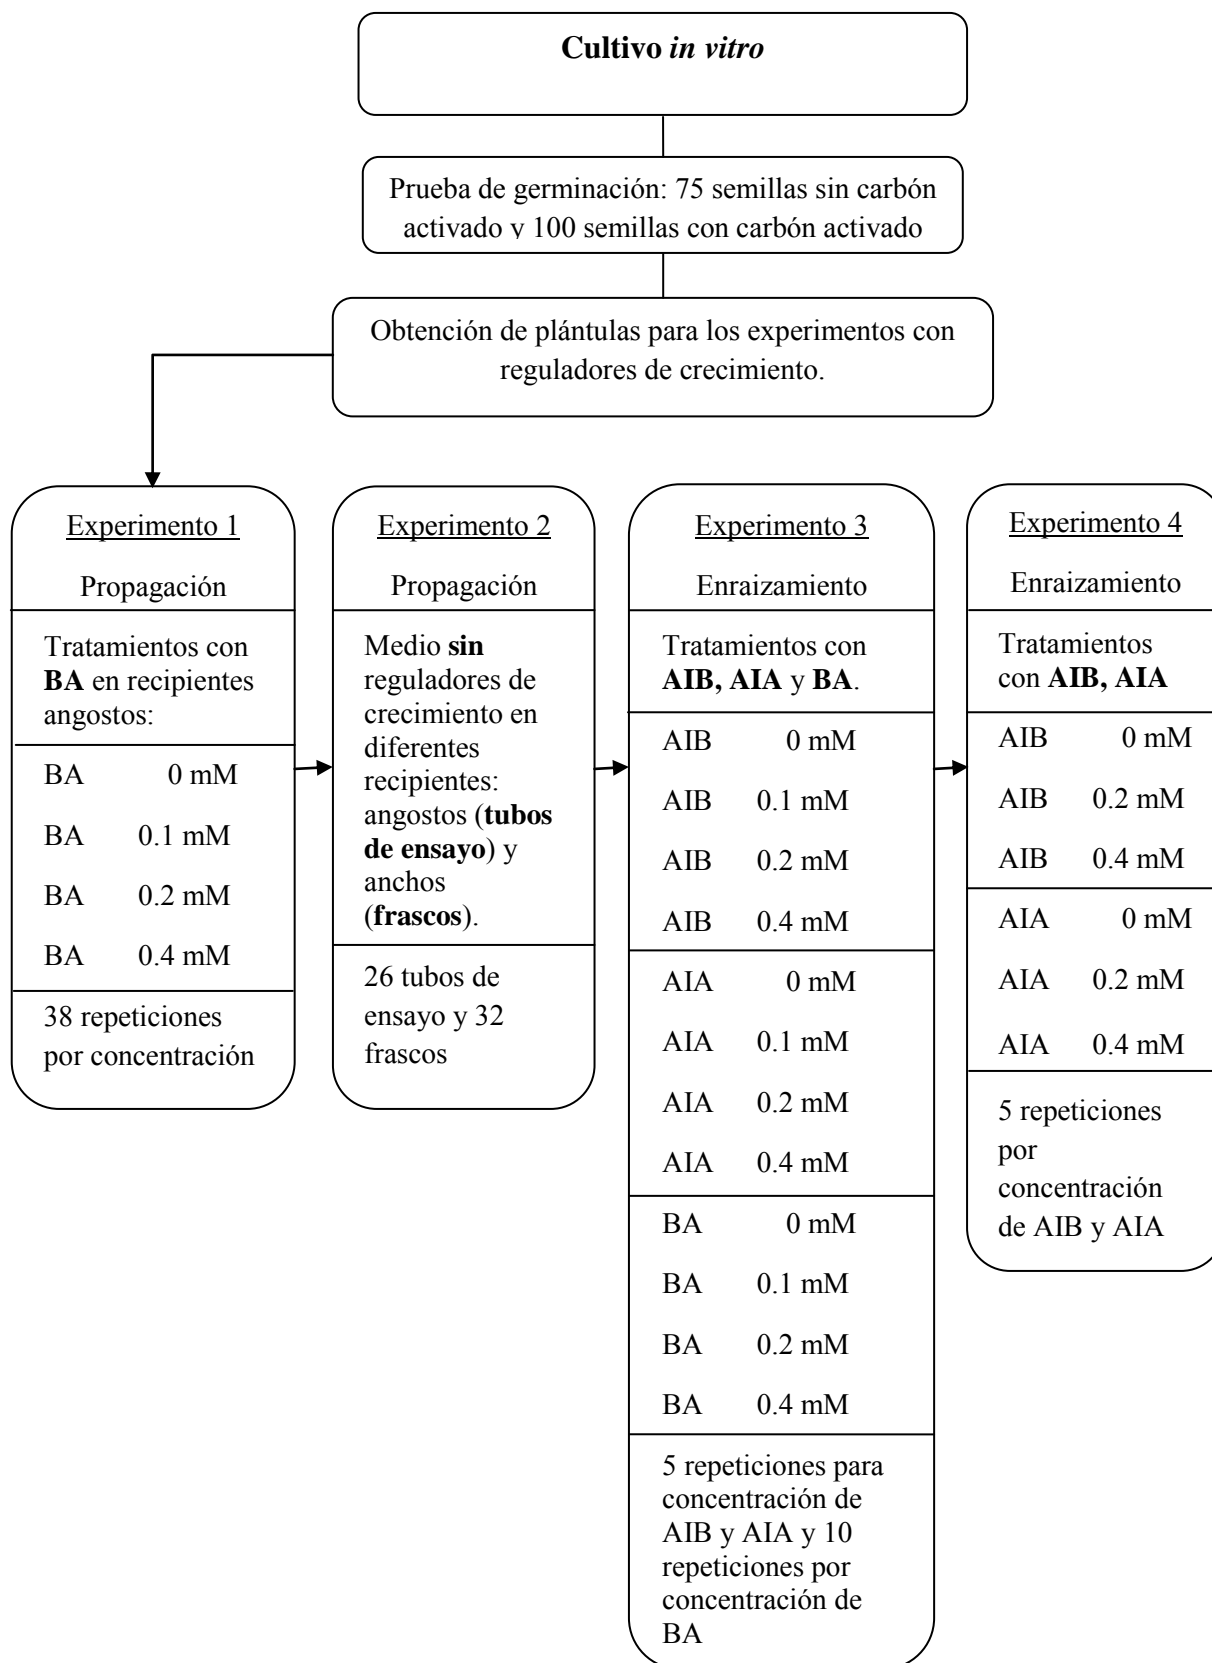 Cultivo in vitro
Prueba de germinación: 75 semillas sin carbón
activado y 100 semillas con carbón activado
Obtención de plántulas para los experimentos con
reguladores de crecimiento.
Experimento 1
Propagación
Tratamientos con
BA en recipientes
angostos:
BA 0 mM
BA 0.1 mM
BA 0.2 mM
BA 0.4 mM
38 repeticiones
por concentración
Experimento 2
Propagación
Medio sin
reguladores de
crecimiento en
diferentes
recipientes:
angostos (tubos
de ensayo) y
anchos
(frascos).
26 tubos de
ensayo y 32
frascos
Experimento 3
Enraizamiento
Tratamientos con
AIB, AIA y BA.
AIB 0 mM
AIB 0.1 mM
AIB 0.2 mM
AIB 0.4 mM
AIA 0 mM
AIA 0.1 mM
AIA 0.2 mM
AIA 0.4 mM
BA 0 mM
BA 0.1 mM
BA 0.2 mM
BA 0.4 mM
5 repeticiones para
concentración de
AIB y AIA y 10
repeticiones por
concentración de
BA
Experimento 4
Enraizamiento
Tratamientos
con AIB, AIA
AIB 0 mM
AIB 0.2 mM
AIB 0.4 mM
AIA 0 mM
AIA 0.2 mM
AIA 0.4 mM
5 repeticiones
por
concentración
de AIB y AIA